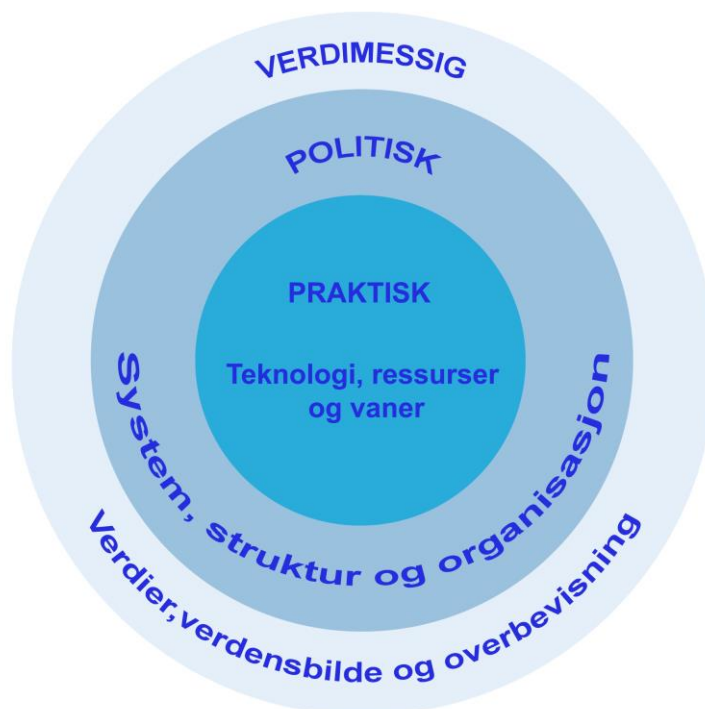 VERDIMESSIG
POLITISK
PRAKTISK
Teknologi, ressurser
og vaner
System, struktur og organisasjon
Verdier,verdensbilde og overbevisning